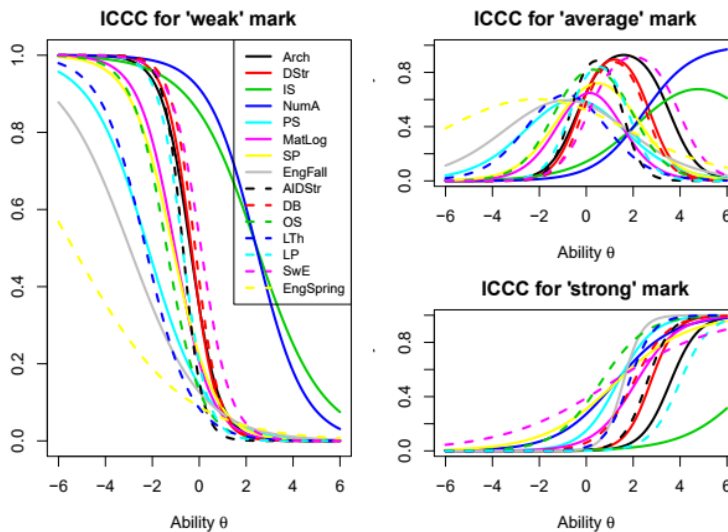 ICCC for 'weak' mark
1.0
0.8
0.6
0.4
0.2
0.0
−6 −4 −2 0 2 4 6
Ability θ
Arch
DStr
IS
NumA
PS
MatLog
SP
EngFall
AIDStr
DB
OS
LTh
LP
SwE
EngSpring
ICCC for 'average' mark
0.8
0.4
0.0
−6 −4 −2 0 2 4 6
Ability θ
ICCC for 'strong' mark
0.8
0.4
0.0
−6 −4 −2 0 2 4 6
Ability θ